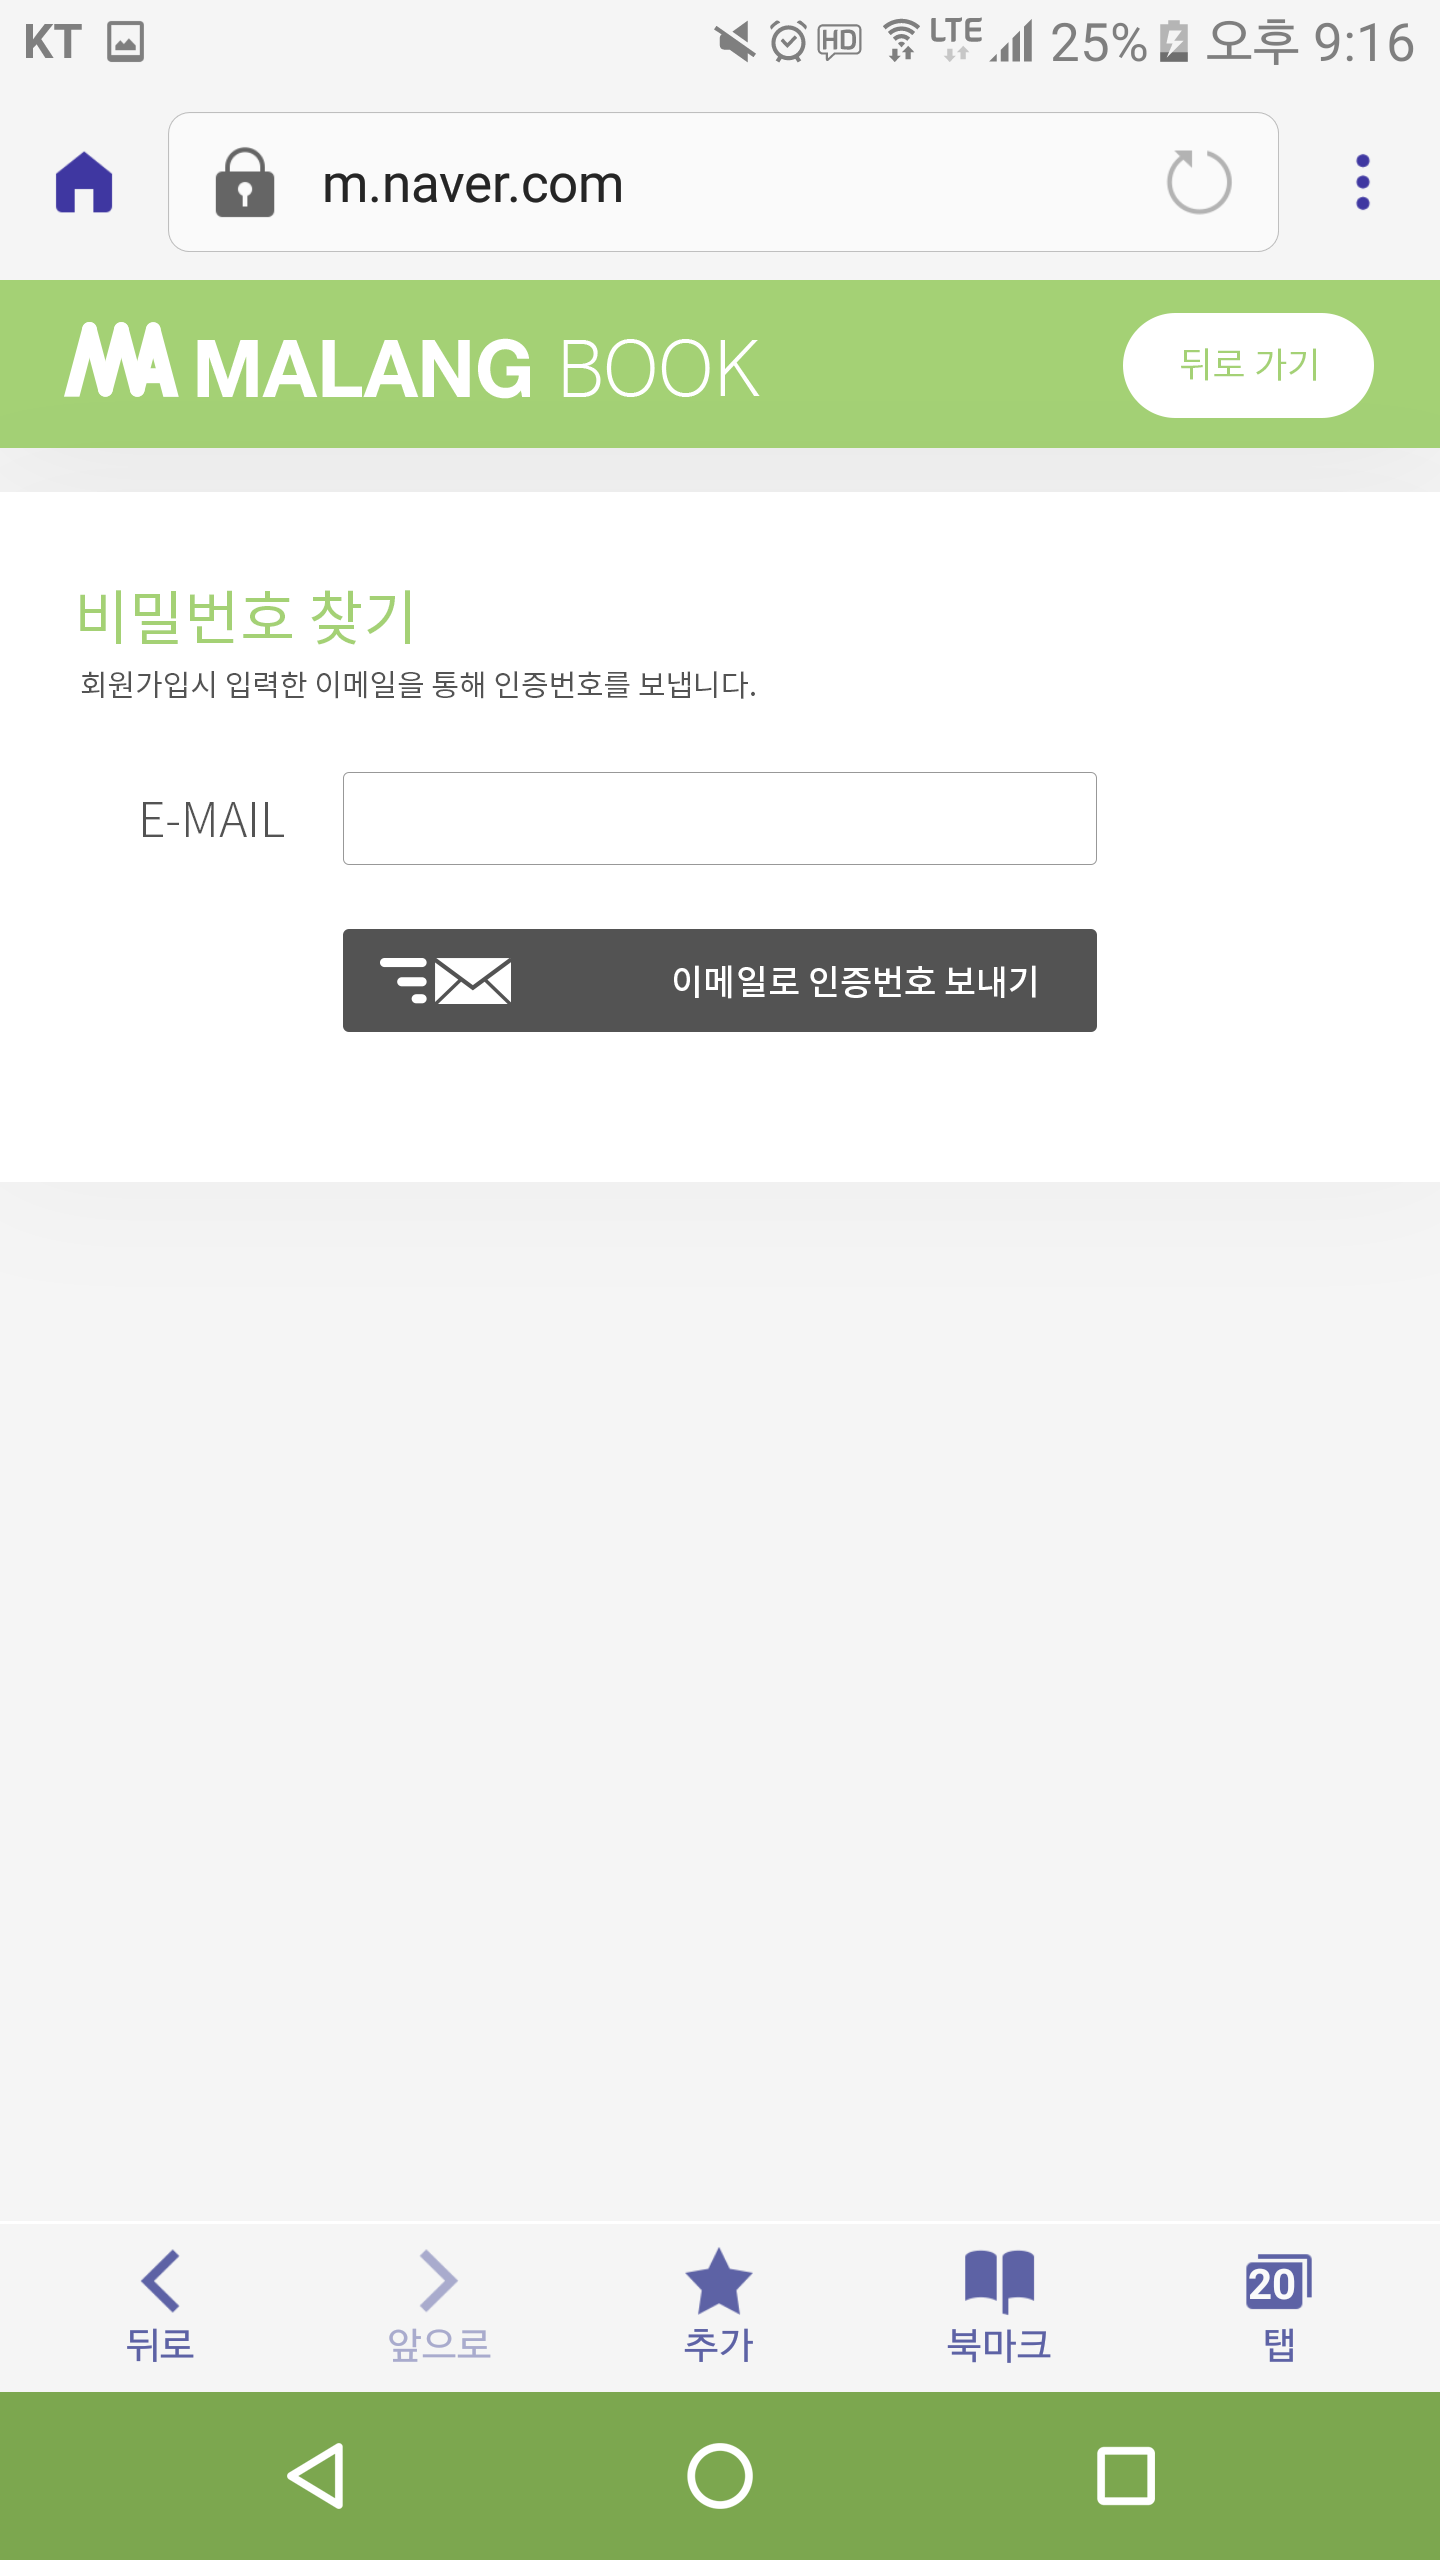 KT HD LTE 25% 오후 9:16
m.naver.com
MALANG BOOK 뒤로 가기
비밀번호 찾기
회원가입시 입력한 이메일을 통해 인증번호를 보냅니다.
E-MAIL
이메일로 인증번호 보내기
20
뒤로 앞으로 추가 북마크 탭